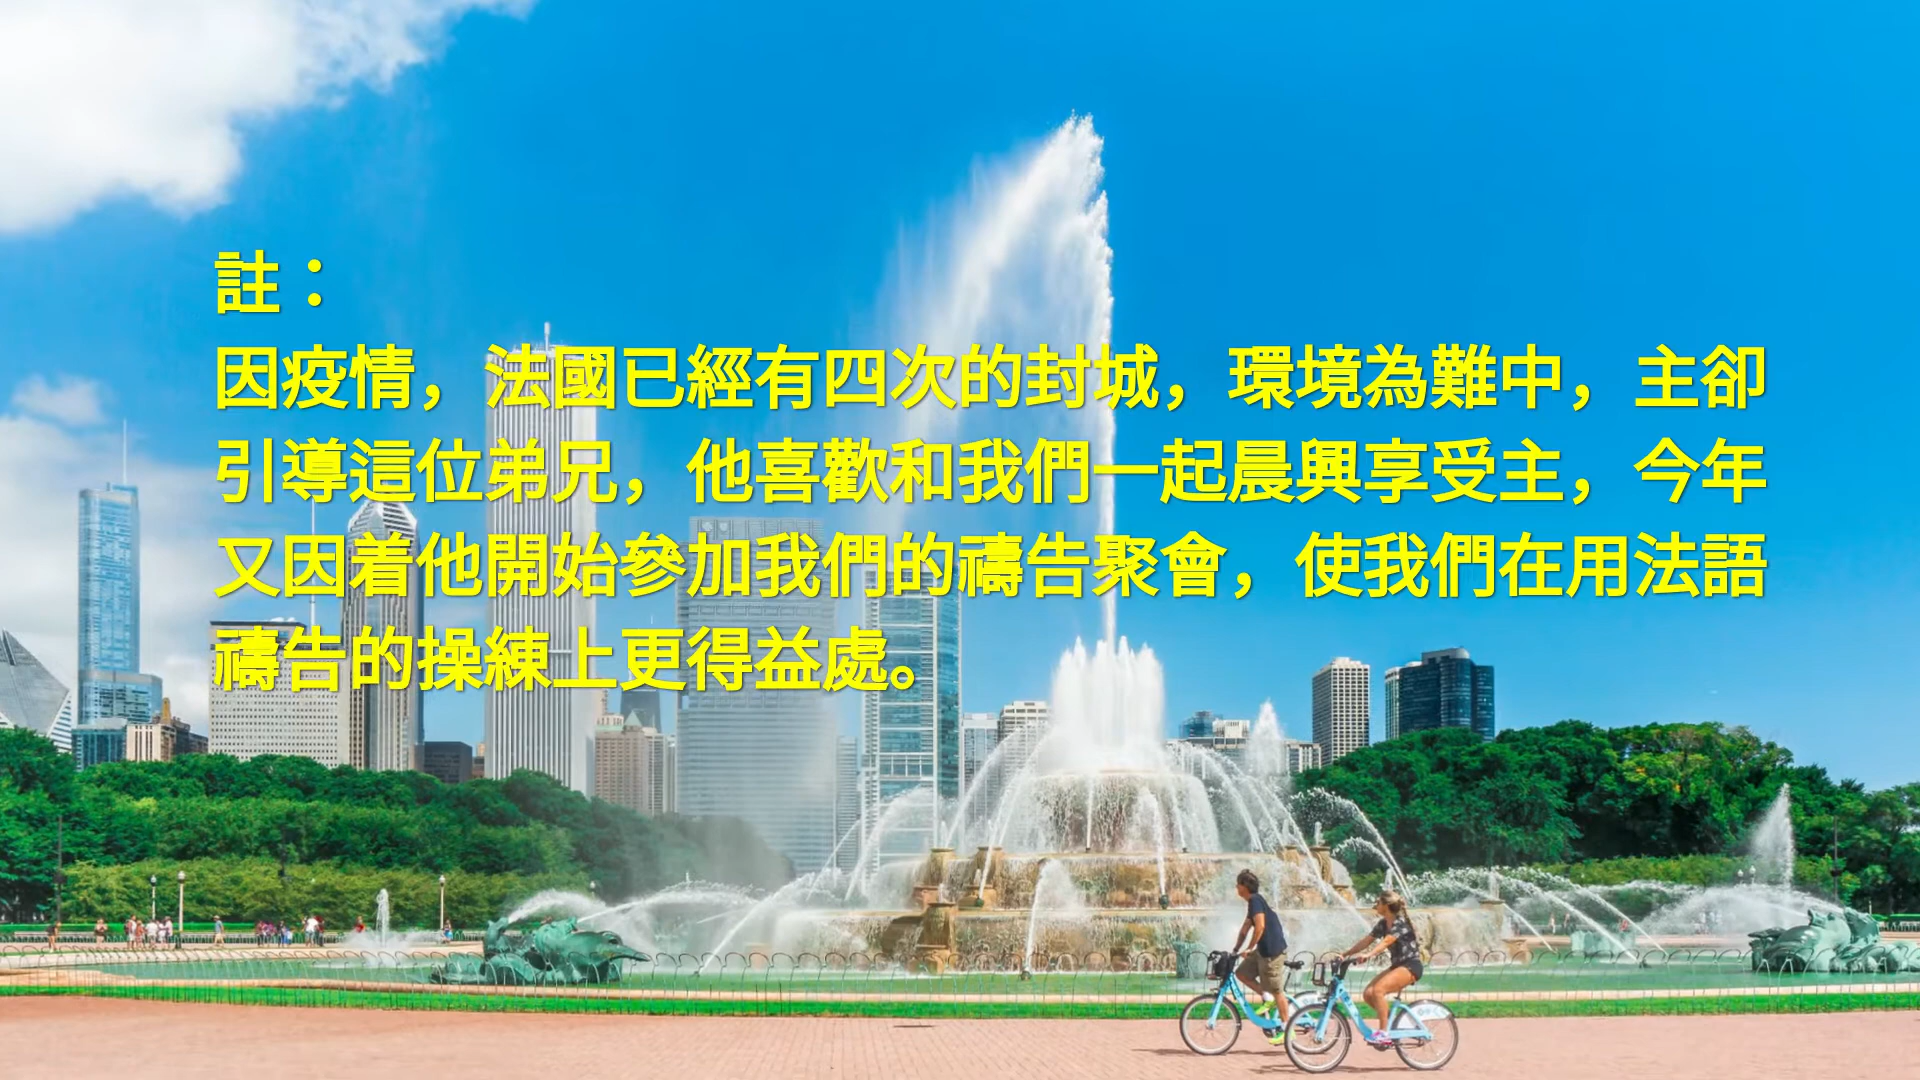 註：
因疫情，法國已經有四次的封城，環境為難中，主卻
引導這位弟兄，他喜歡和我們一起晨興享受主，今年
又因着他開始參加我們的禱告聚會，使我們在用法語
禱告的操練上更得益處。